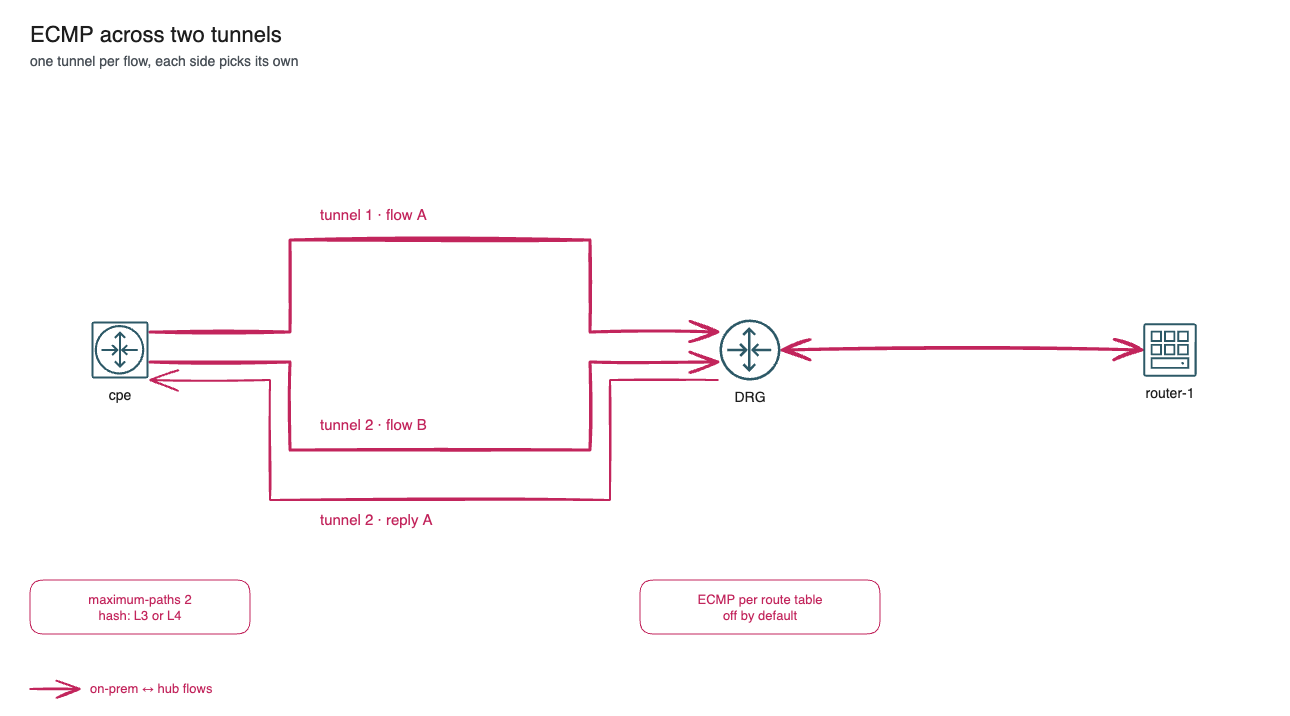 ECMP across two tunnels
one tunnel per flow, each side picks its own
tunnel 1 · flow A
cpe
DRG
router-1
tunnel 2 · flow B
tunnel 2 · reply A
maximum-paths 2
hash: L3 or L4
ECMP per route table
off by default
on-prem ↔ hub flows